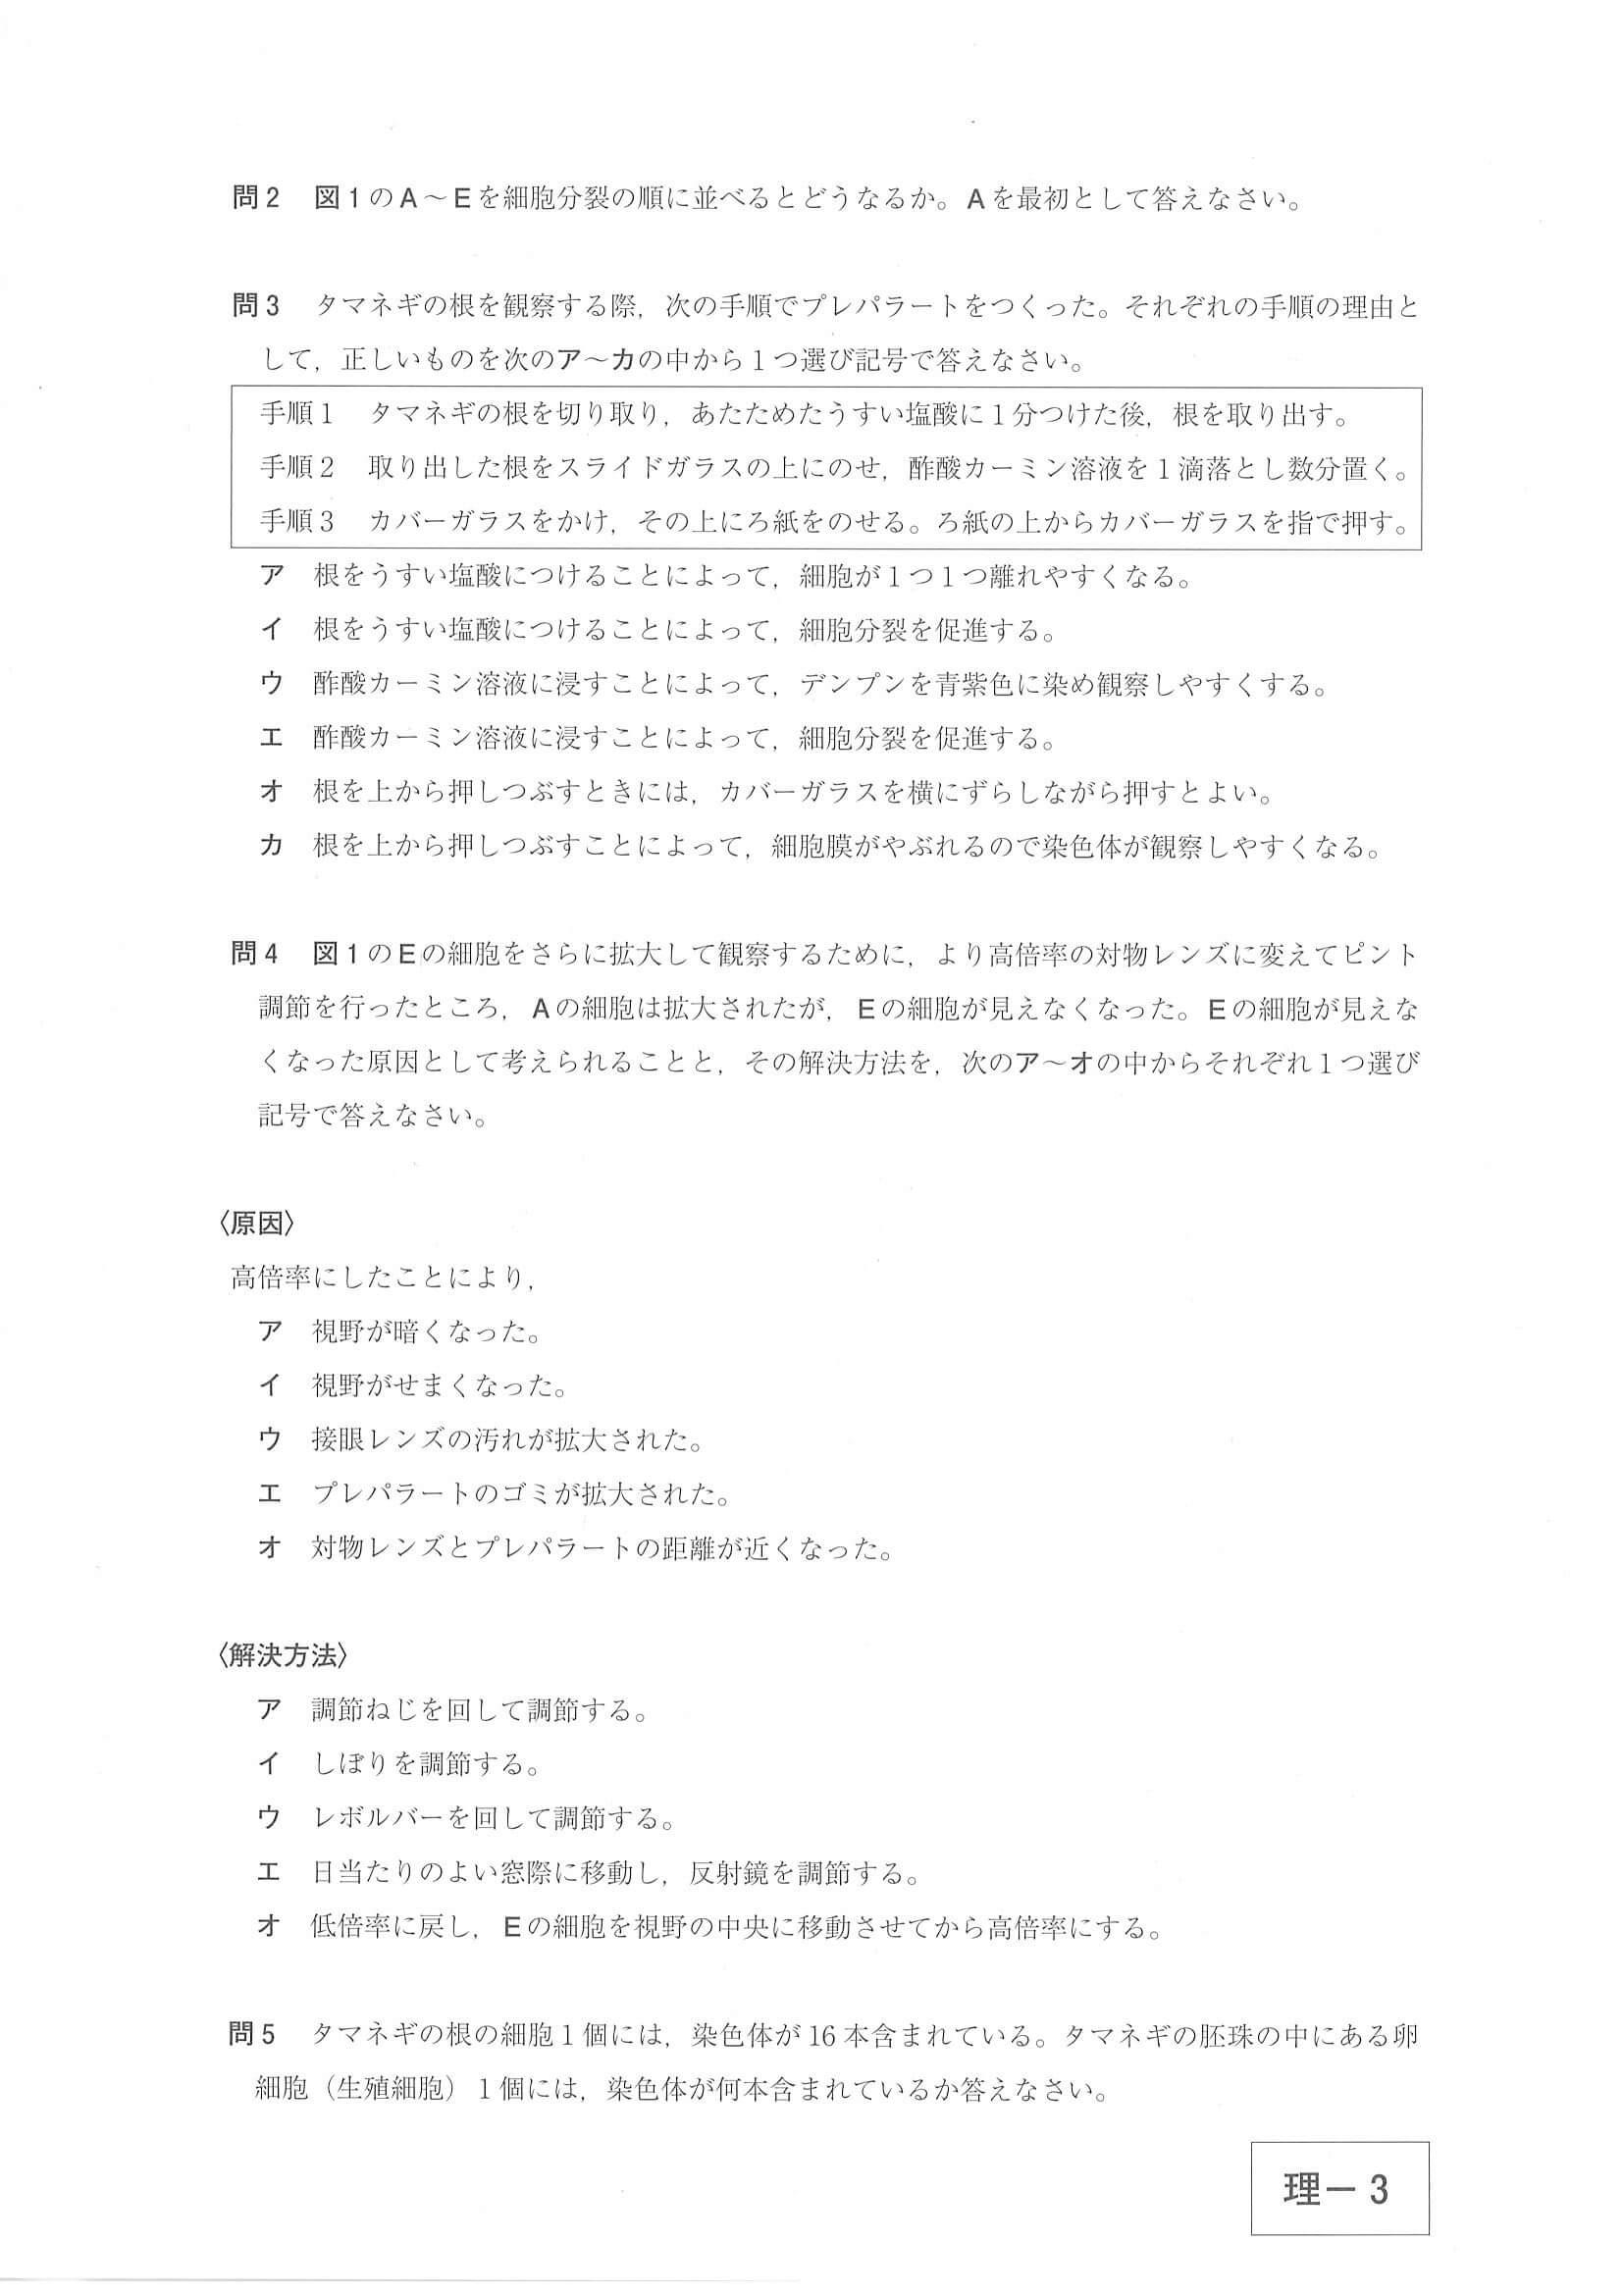 問2 図1のA～Eを細胞分裂の順に並べるとどうなるか。Aを最初として答えなさい。
問3 タマネギの根を観察する際，次の手順でプレパラートをつくった。それぞれの手順の理由と
して，正しいものを次のア～カの中から1つ選び記号で答えなさい。
手順1 タマネギの根を切り取り，あたためたうすい塩酸に1分つけた後，根を取り出す。
手順2 取り出した根をスライドガラスの上にのせ，酢酸カーミン溶液を1滴落とし数分置く。
手順3 カバーガラスをかけ，その上にろ紙をのせる。ろ紙の上からカバーガラスを指で押す。
ア 根をうすい塩酸につけることによって，細胞が1つ1つ離れやすくなる。
イ 根をうすい塩酸につけることによって，細胞分裂を促進する。
ウ 酢酸カーミン溶液に浸すことによって，デンプンを青紫色に染め観察しやすくする。
エ 酢酸カーミン溶液に浸すことによって，細胞分裂を促進する。
オ 根を上から押しつぶすときには，カバーガラスを横にずらしながら押すとよい。
カ 根を上から押しつぶすことによって，細胞膜がやぶれるので染色体が観察しやすくなる。
問4 図1のEの細胞をさらに拡大して観察するために，より高倍率の対物レンズに変えてピント
調節を行ったところ，Aの細胞は拡大されたが，Eの細胞が見えなくなった。Eの細胞が見えな
くなった原因として考えられることと，その解決方法を，次のア～オの中からそれぞれ1つ選び
記号で答えなさい。
〈原因〉
高倍率にしたことにより，
ア 視野が暗くなった。
イ 視野がせまくなった。
ウ 接眼レンズの汚れが拡大された。
エ プレパラートのゴミが拡大された。
オ 対物レンズとプレパラートの距離が近くなった。
〈解決方法〉
ア 調節ねじを回して調節する。
イ しぼりを調節する。
ウ レボルバーを回して調節する。
エ 日当たりのよい窓際に移動し，反射鏡を調節する。
オ 低倍率に戻し，Eの細胞を視野の中央に移動させてから高倍率にする。
問5 タマネギの根の細胞1個には，染色体が16本含まれている。タマネギの胚珠の中にある卵
細胞（生殖細胞）1個には，染色体が何本含まれているか答えなさい。
理－3